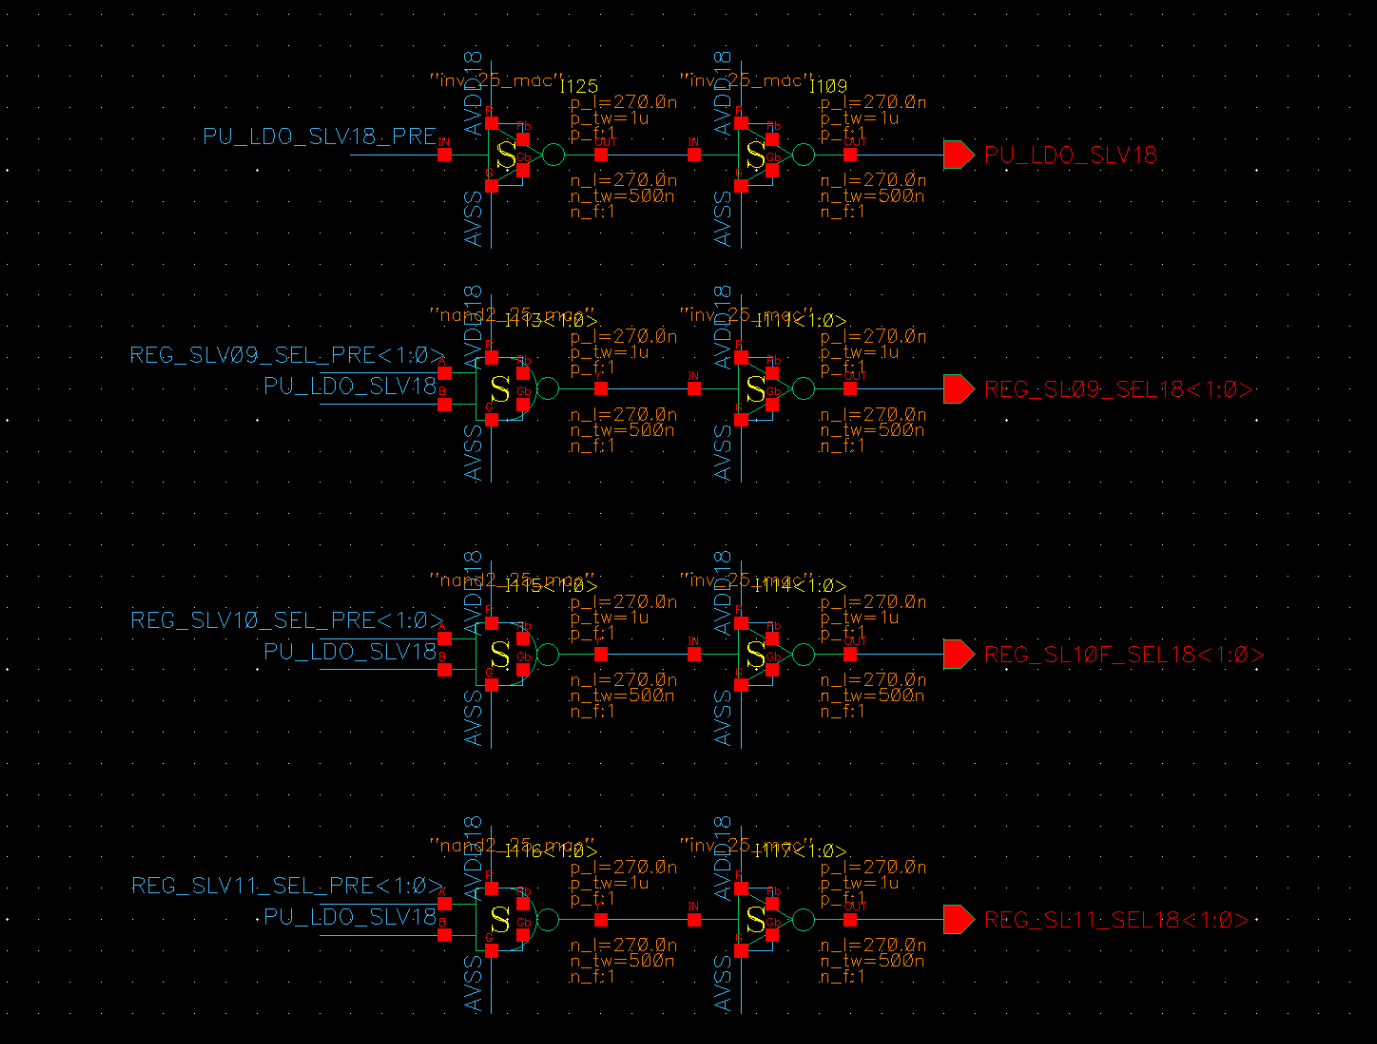 "inv_25_mac"
I125
AVDD18
p_l=270.0n
p_tw=1u
p_f:1
PU_LDO_SLV18_PRE
IN
S
OUT
n_l=270.0n
n_tw=500n
n_f:1
AVSS
"inv_25_mac"
I109
AVDD18
p_l=270.0n
p_tw=1u
p_f:1
IN
S
OUT
PU_LDO_SLV18
n_l=270.0n
n_tw=500n
n_f:1
AVSS
"nand2_25_mac"
I113<1:0>
AVDD18
p_l=270.0n
p_tw=1u
p_f:1
REG_SLV09_SEL_PRE<1:0>
A
PU_LDO_SLV18
B
S
Y
n_l=270.0n
n_tw=500n
n_f:1
AVSS
"inv_25_mac"
I111<1:0>
AVDD18
p_l=270.0n
p_tw=1u
p_f:1
IN
S
OUT
REG_SL09_SEL18<1:0>
n_l=270.0n
n_tw=500n
n_f:1
AVSS
"nand2_25_mac"
I115<1:0>
AVDD18
p_l=270.0n
p_tw=1u
p_f:1
REG_SLV10_SEL_PRE<1:0>
A
PU_LDO_SLV18
B
S
Y
n_l=270.0n
n_tw=500n
n_f:1
AVSS
"inv_25_mac"
I114<1:0>
AVDD18
p_l=270.0n
p_tw=1u
p_f:1
IN
S
OUT
REG_SL10F_SEL18<1:0>
n_l=270.0n
n_tw=500n
n_f:1
AVSS
"nand2_25_mac"
I116<1:0>
AVDD18
p_l=270.0n
p_tw=1u
p_f:1
REG_SLV11_SEL_PRE<1:0>
A
PU_LDO_SLV18
B
S
Y
n_l=270.0n
n_tw=500n
n_f:1
AVSS
"inv_25_mac"
I117<1:0>
AVDD18
p_l=270.0n
p_tw=1u
p_f:1
IN
S
OUT
REG_SL11_SEL18<1:0>
n_l=270.0n
n_tw=500n
n_f:1
AVSS